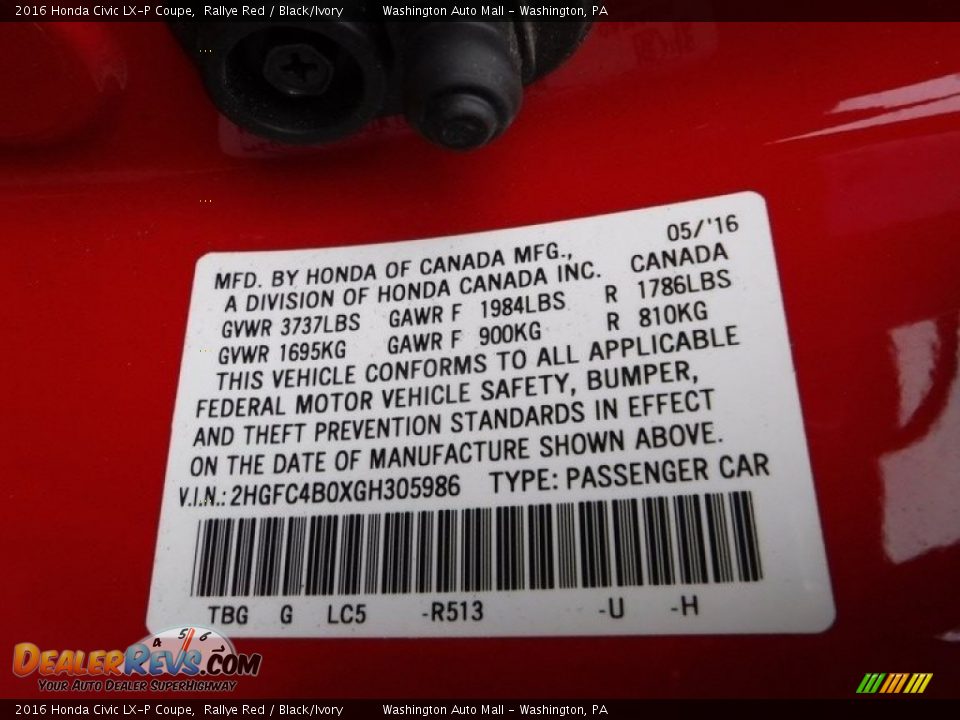 2016 Honda Civic LX-P Coupe, Rallye Red / Black/Ivory Washington Auto Mall - Washington, PA
05/'16
MFD. BY HONDA OF CANADA MFG.,
A DIVISION OF HONDA CANADA INC. CANADA
GVWR 3737LBS GAWR F 1984LBS R 1786LBS
GVWR 1695KG GAWR F 900KG R 810KG
THIS VEHICLE CONFORMS TO ALL APPLICABLE
FEDERAL MOTOR VEHICLE SAFETY, BUMPER,
AND THEFT PREVENTION STANDARDS IN EFFECT
ON THE DATE OF MANUFACTURE SHOWN ABOVE.
V.I.N.: 2HGFC4B0XGH305986 TYPE: PASSENGER CAR
TBG G LC5 -R513 -U -H
4 5 6
DEALERREVS.COM
YOUR AUTO DEALER SUPERHIGHWAY
2016 Honda Civic LX-P Coupe, Rallye Red / Black/Ivory Washington Auto Mall - Washington, PA